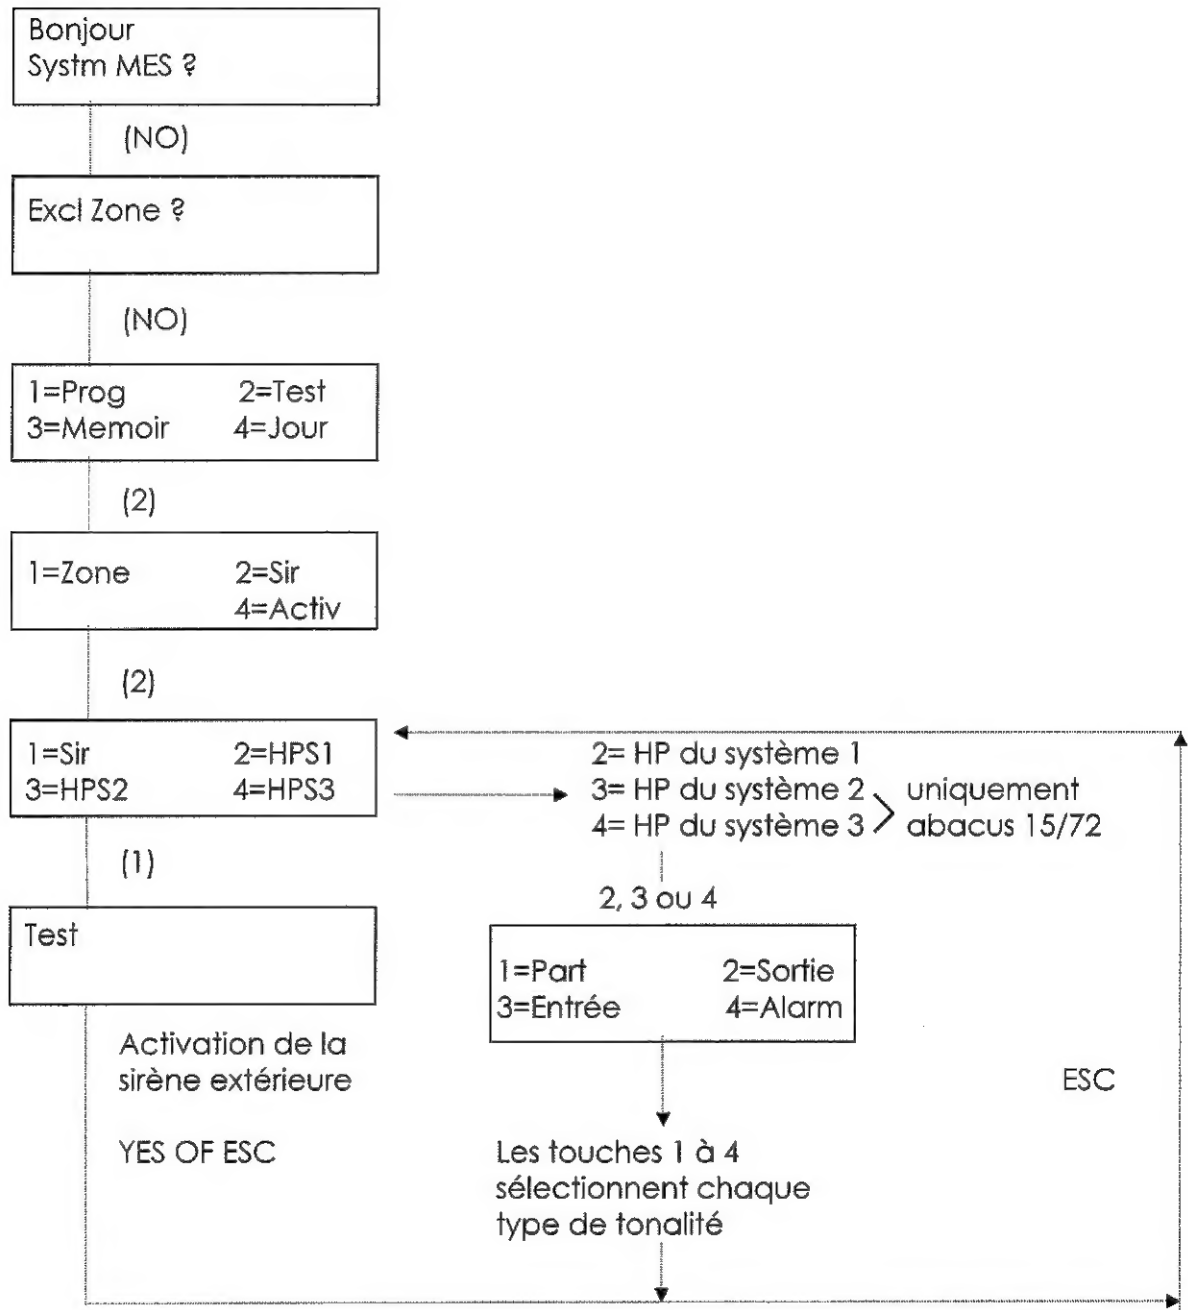 Bonjour
Systm MES ?
(NO)
Excl Zone ?
(NO)
1=Prog 2=Test
3=Memoir 4=Jour
(2)
1=Zone 2=Sir
4=Activ
(2)
1=Sir 2=HPS1
3=HPS2 4=HPS3
2= HP du système 1
3= HP du système 2 > uniquement
4= HP du système 3 abacus 15/72
(1)
2, 3 ou 4
Test
1=Part 2=Sortie
3=Entrée 4=Alarm
Activation de la
sirène extérieure
ESC
YES OF ESC
Les touches 1 à 4
sélectionnent chaque
type de tonalité